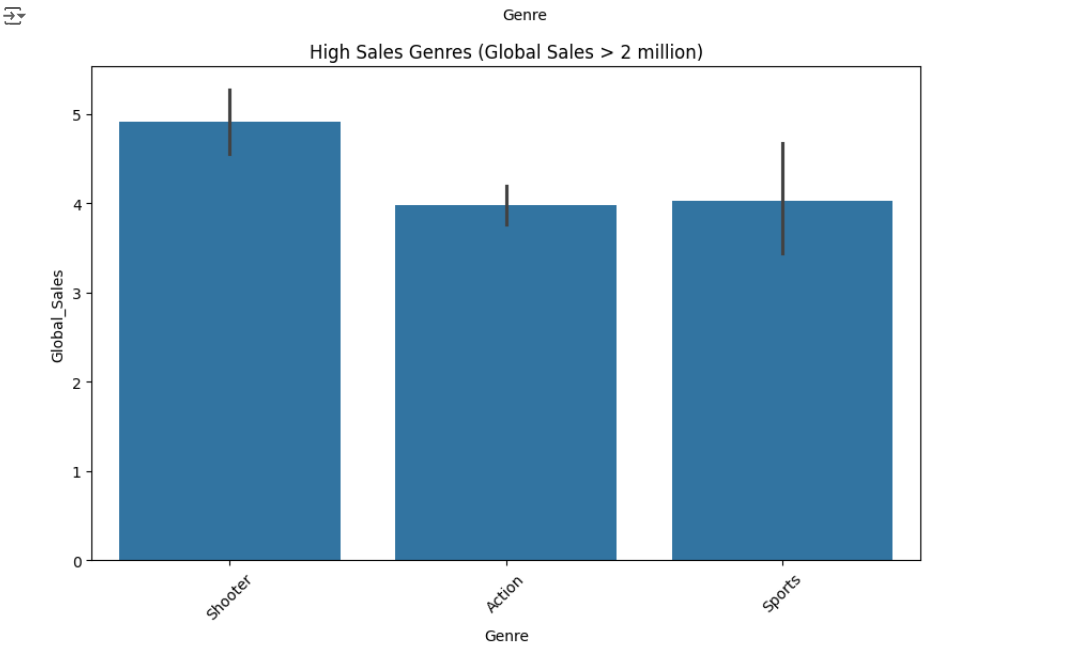 Genre
High Sales Genres (Global Sales > 2 million)
Global_Sales
5
4
3
2
1
0
Shooter
Action
Sports
Genre